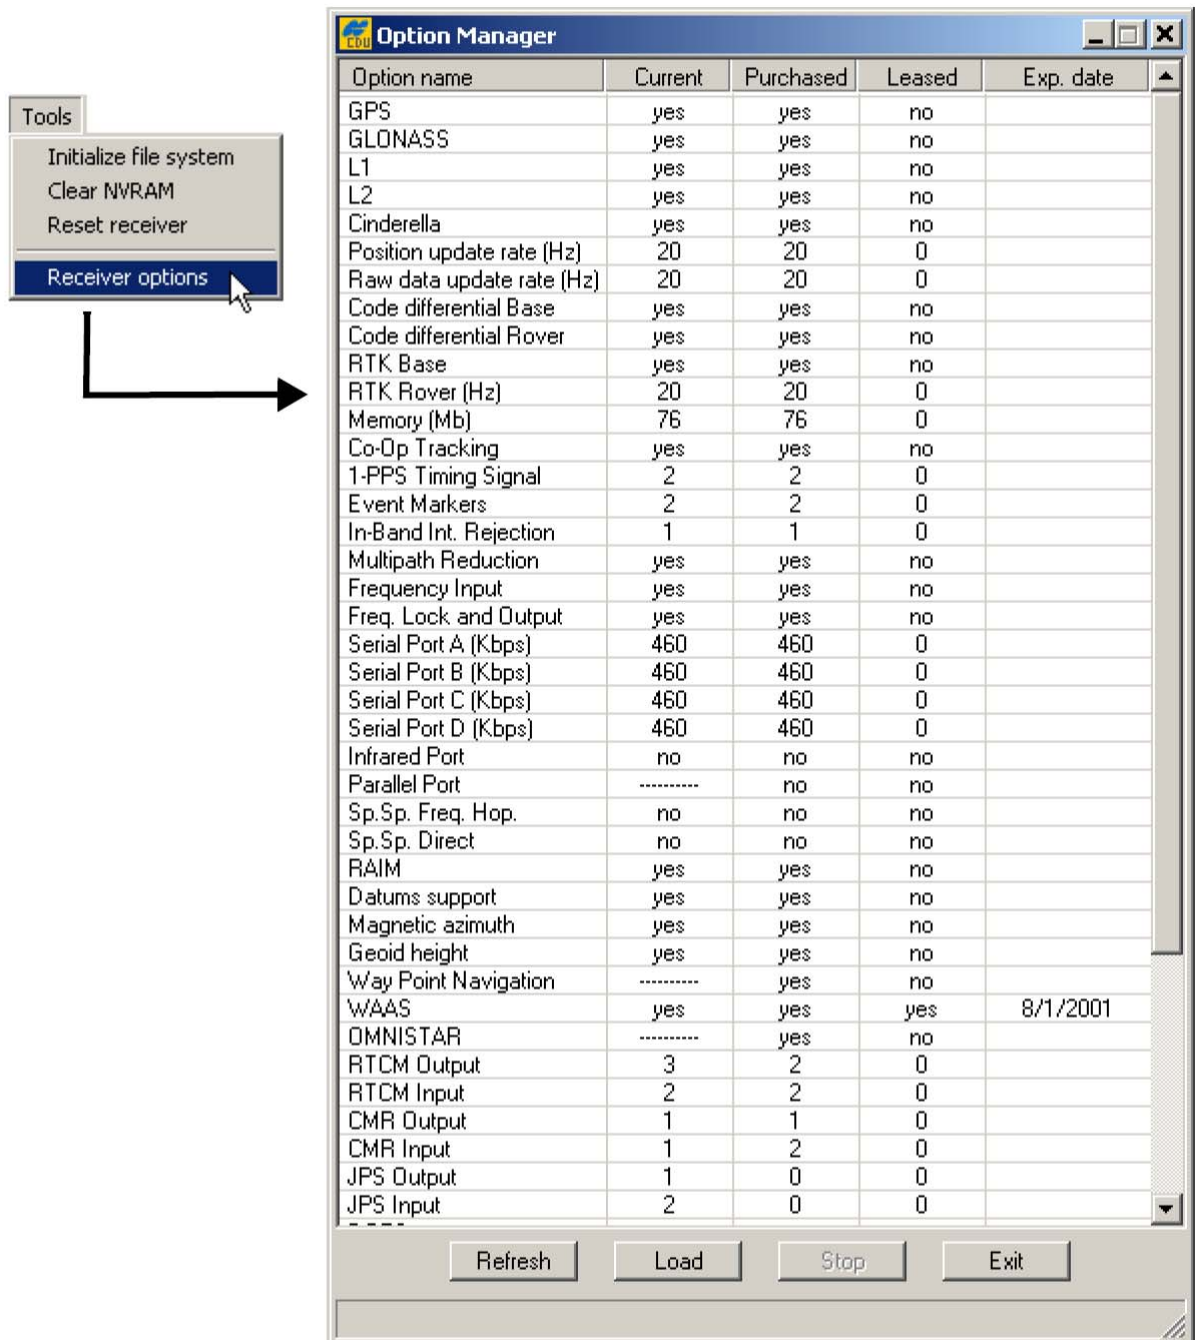 Tools
Initialize file system
Clear NVRAM
Reset receiver
Receiver options
CDU Option Manager
Option name Current Purchased Leased Exp. date
GPS yes yes no
GLONASS yes yes no
L1 yes yes no
L2 yes yes no
Cinderella yes yes no
Position update rate (Hz) 20 20 0
Raw data update rate (Hz) 20 20 0
Code differential Base yes yes no
Code differential Rover yes yes no
RTK Base yes yes no
RTK Rover (Hz) 20 20 0
Memory (Mb) 76 76 0
Co-Op Tracking yes yes no
1-PPS Timing Signal 2 2 0
Event Markers 2 2 0
In-Band Int. Rejection 1 1 0
Multipath Reduction yes yes no
Frequency Input yes yes no
Freq. Lock and Output yes yes no
Serial Port A (Kbps) 460 460 0
Serial Port B (Kbps) 460 460 0
Serial Port C (Kbps) 460 460 0
Serial Port D (Kbps) 460 460 0
Infrared Port no no no
Parallel Port ---------- no no
Sp.Sp. Freq. Hop. no no no
Sp.Sp. Direct no no no
RAIM yes yes no
Datums support yes yes no
Magnetic azimuth yes yes no
Geoid height yes yes no
Way Point Navigation ---------- yes no
WAAS yes yes yes 8/1/2001
OMNISTAR ---------- yes no
RTCM Output 3 2 0
RTCM Input 2 2 0
CMR Output 1 1 0
CMR Input 1 2 0
JPS Output 1 0 0
JPS Input 2 0 0
Refresh Load Stop Exit